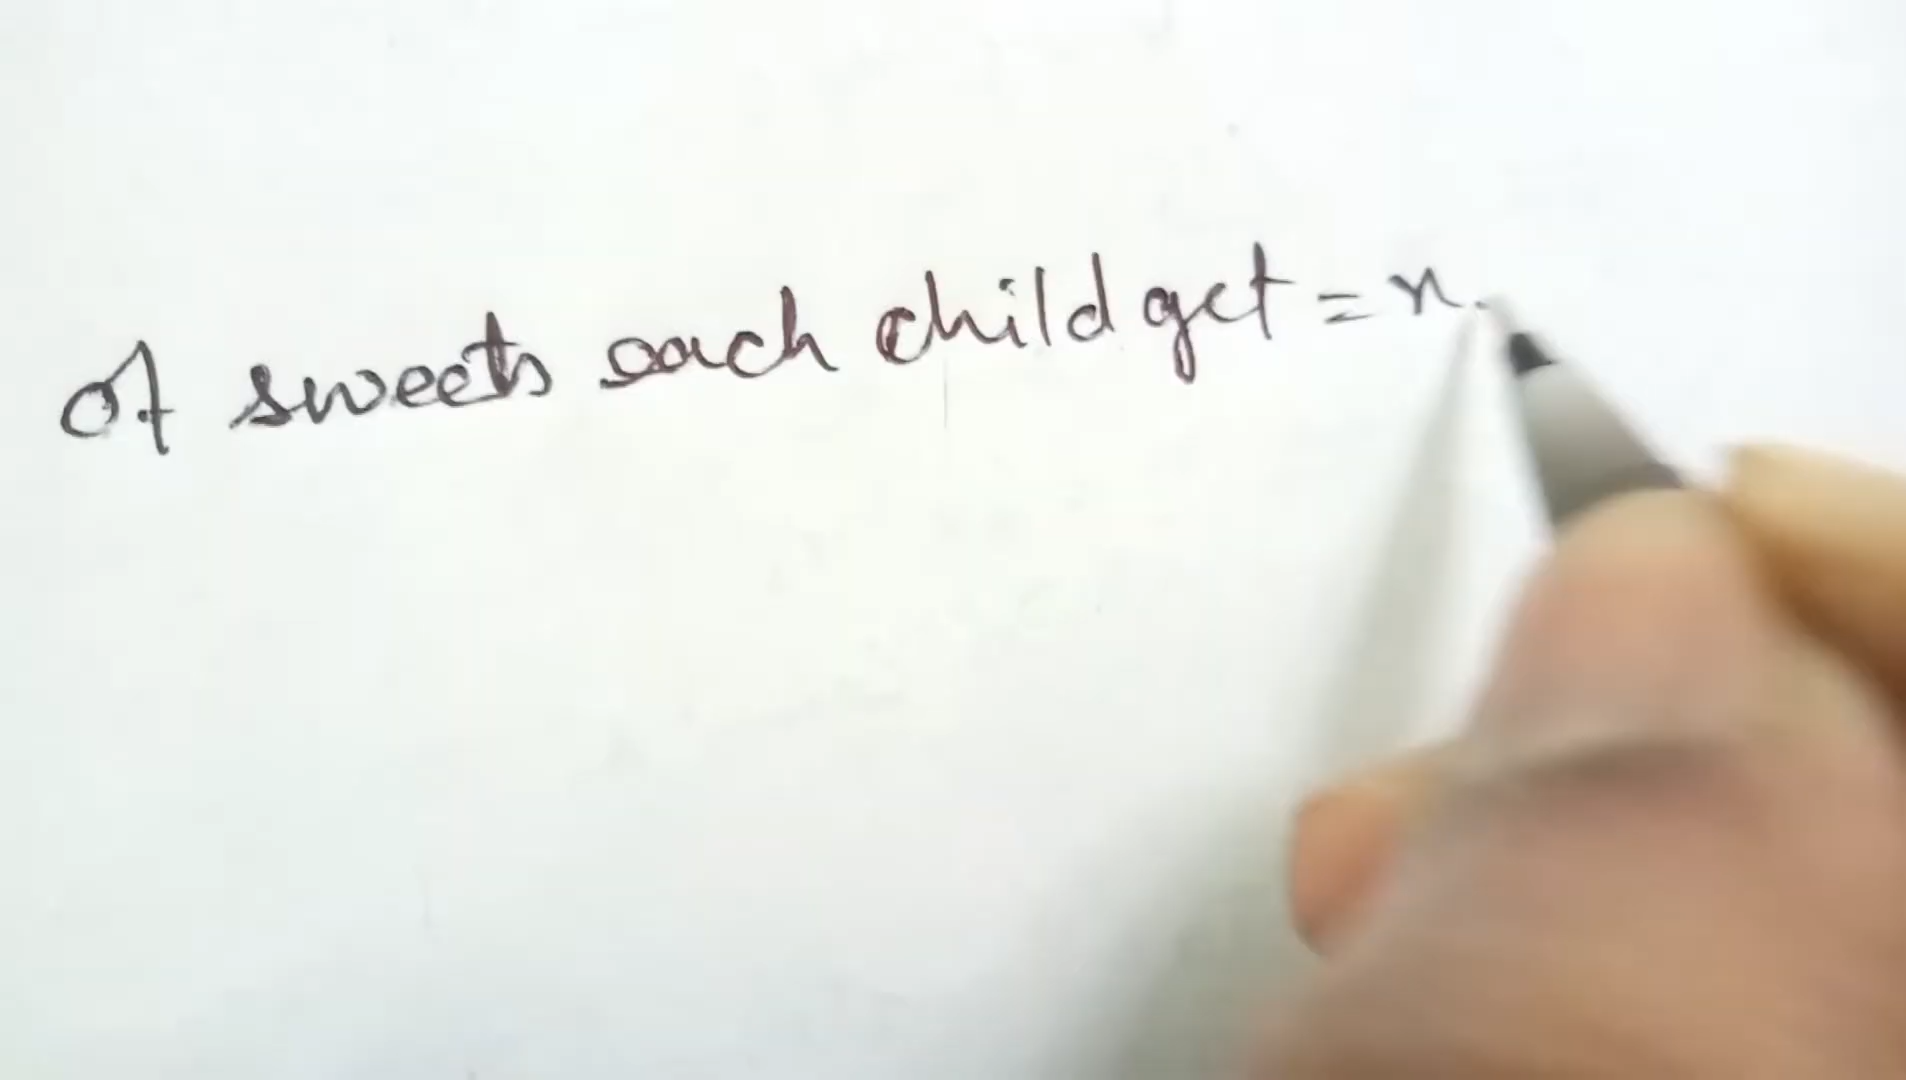 of sweets each child get = x